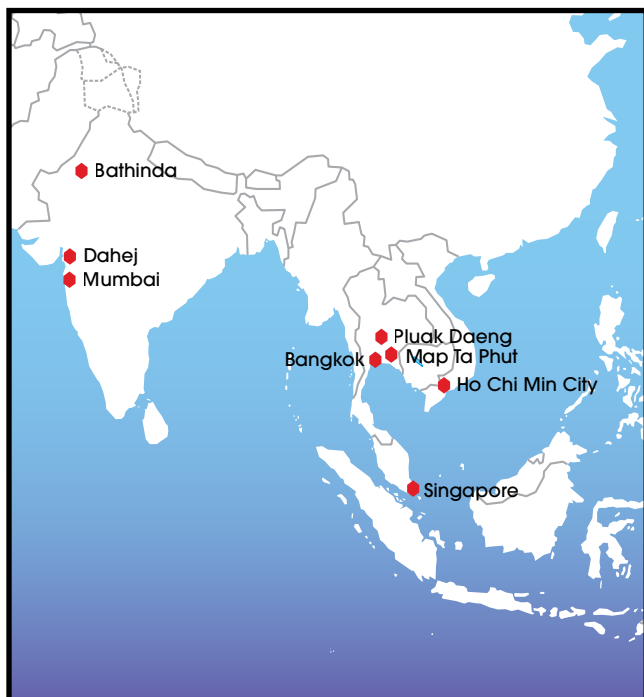 Bathinda
Dahej
Mumbai
Pluak Daeng
Bangkok
Map Ta Phut
Ho Chi Min City
Singapore